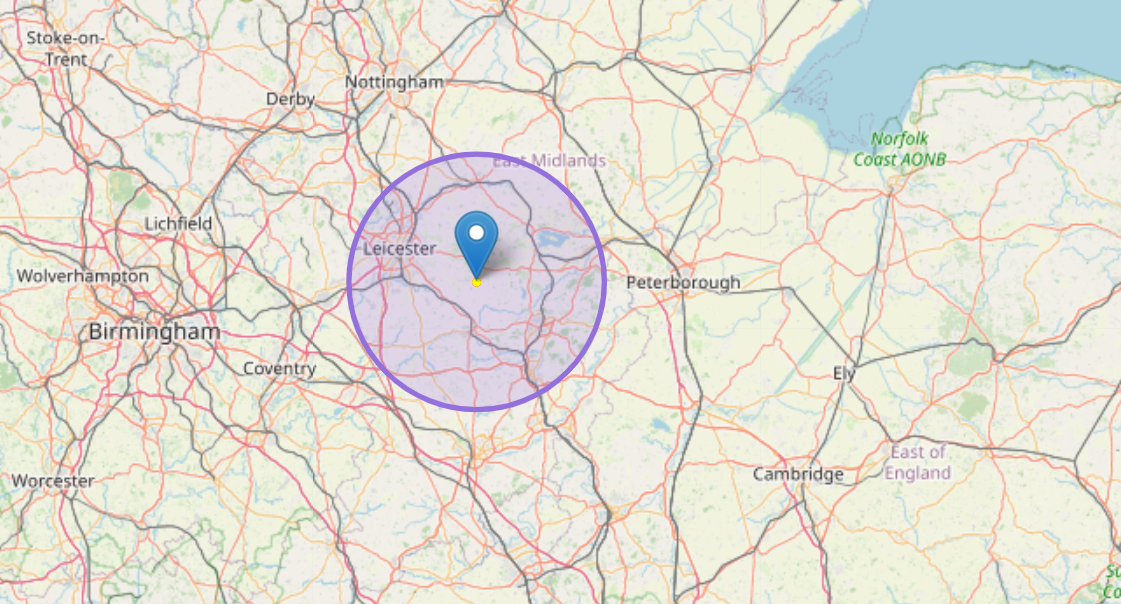 Stoke-on-
Trent
Nottingham
Derby
Norfolk
Coast AONB
East Midlands
Lichfield
Leicester
Wolverhampton
Peterborough
Birmingham
Coventry
Ely
East of
England
Cambridge
Worcester
Su
Co